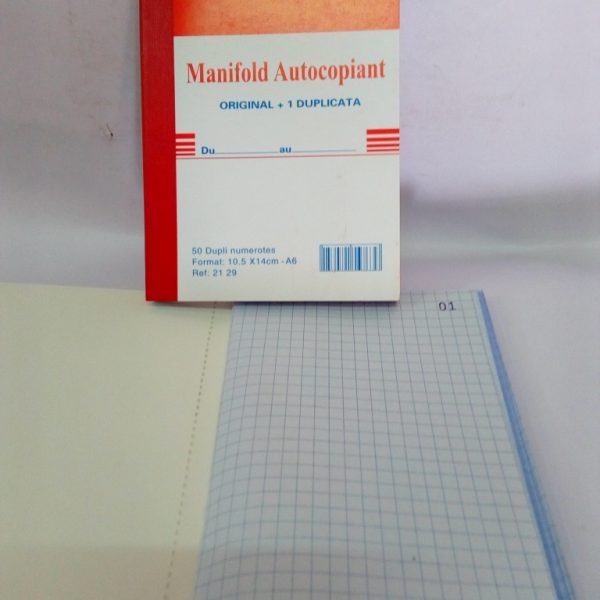 Manifold Autocopiant
ORIGINAL + 1 DUPLICATA
Du au
50 Dupli numerotes
Format: 10.5 X14cm - A6
Ref: 21 29
01